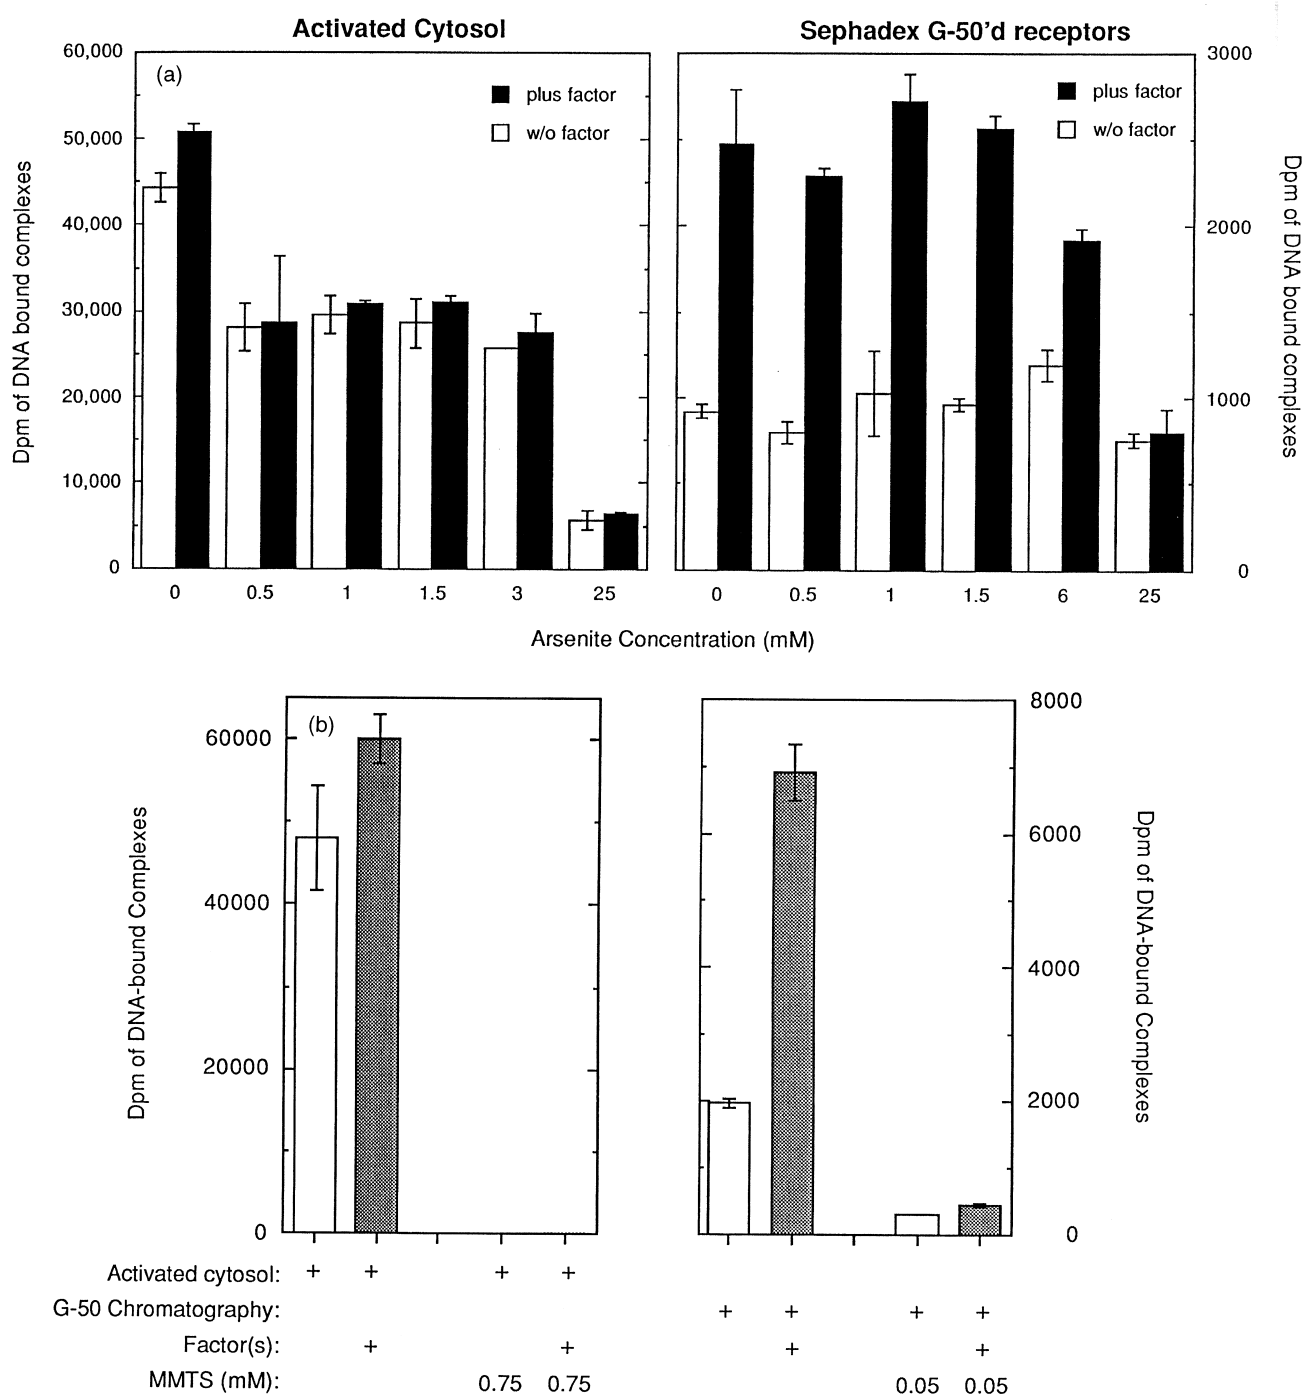 Activated Cytosol
Sephadex G-50'd receptors
(a)
plus factor
w/o factor
plus factor
w/o factor
Dpm of DNA bound complexes
60,000
50,000
40,000
30,000
20,000
10,000
0
0 0.5 1 1.5 3 25
3000
2000
1000
0
Dpm of DNA bound complexes
0 0.5 1 1.5 6 25
Arsenite Concentration (mM)
(b)
Dpm of DNA-bound Complexes
60000
40000
20000
0
8000
6000
4000
2000
0
Dpm of DNA-bound Complexes
Activated cytosol: + + + +
G-50 Chromatography: + + + +
Factor(s): + + + +
MMTS (mM): 0.75 0.75 0.05 0.05